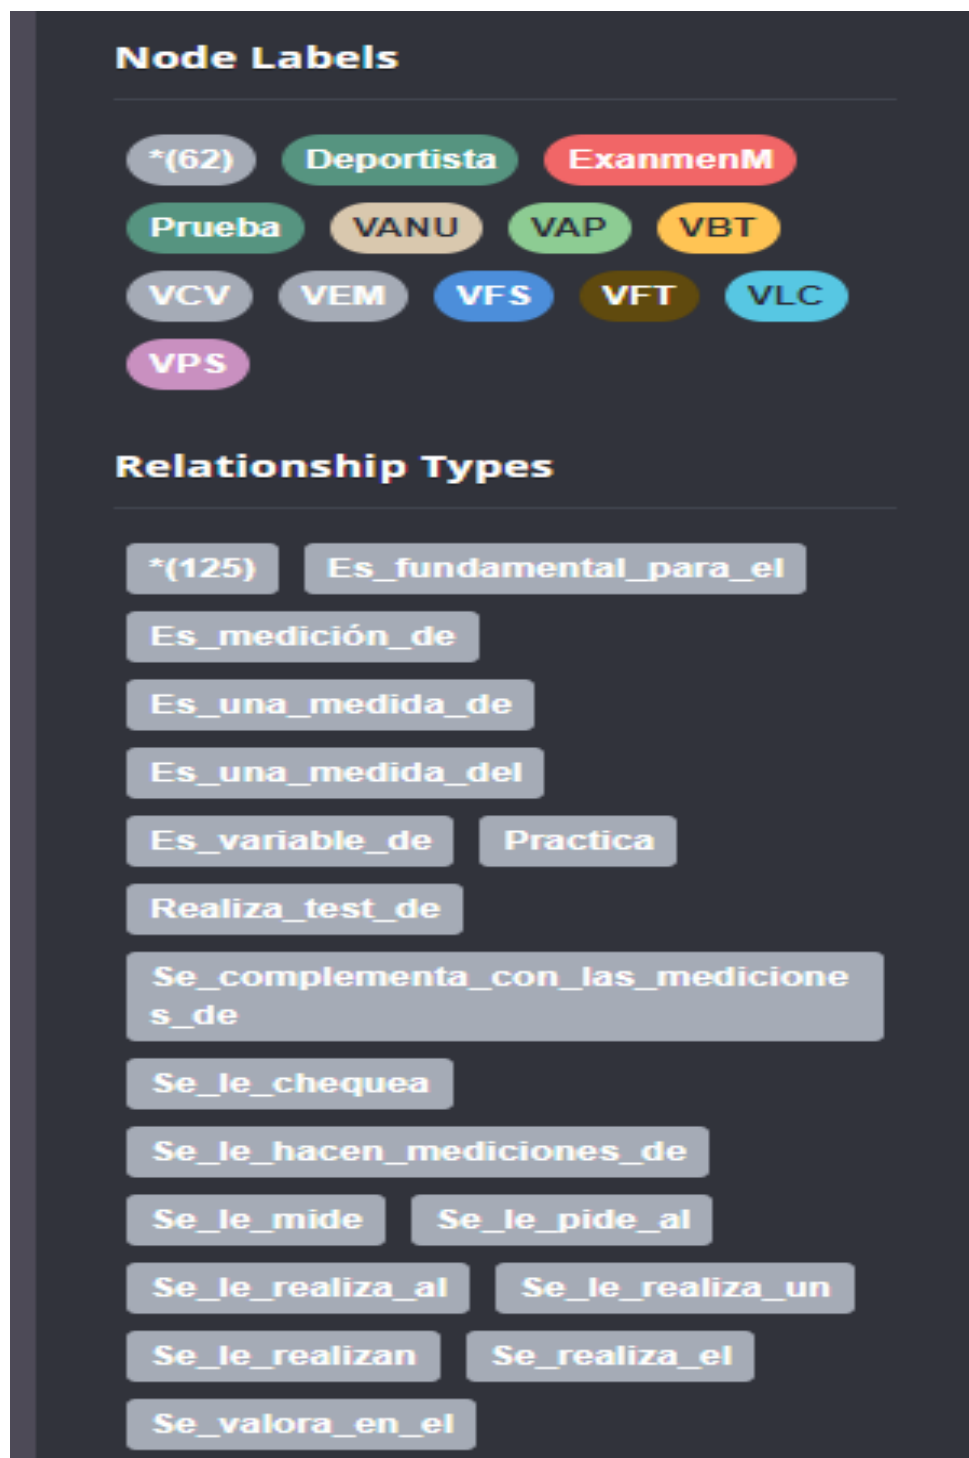 Node Labels
*(62) Deportista ExanmenM
Prueba VANU VAP VBT
VCV VEM VFS VFT VLC
VPS
Relationship Types
*(125) Es_fundamental_para_el
Es_medición_de
Es_una_medida_de
Es_una_medida_del
Es_variable_de Practica
Realiza_test_de
Se_complementa_con_las_medicione
s_de
Se_le_chequea
Se_le_hacen_mediciones_de
Se_le_mide Se_le_pide_al
Se_le_realiza_al Se_le_realiza_un
Se_le_realizan Se_realiza_el
Se_valora_en_el